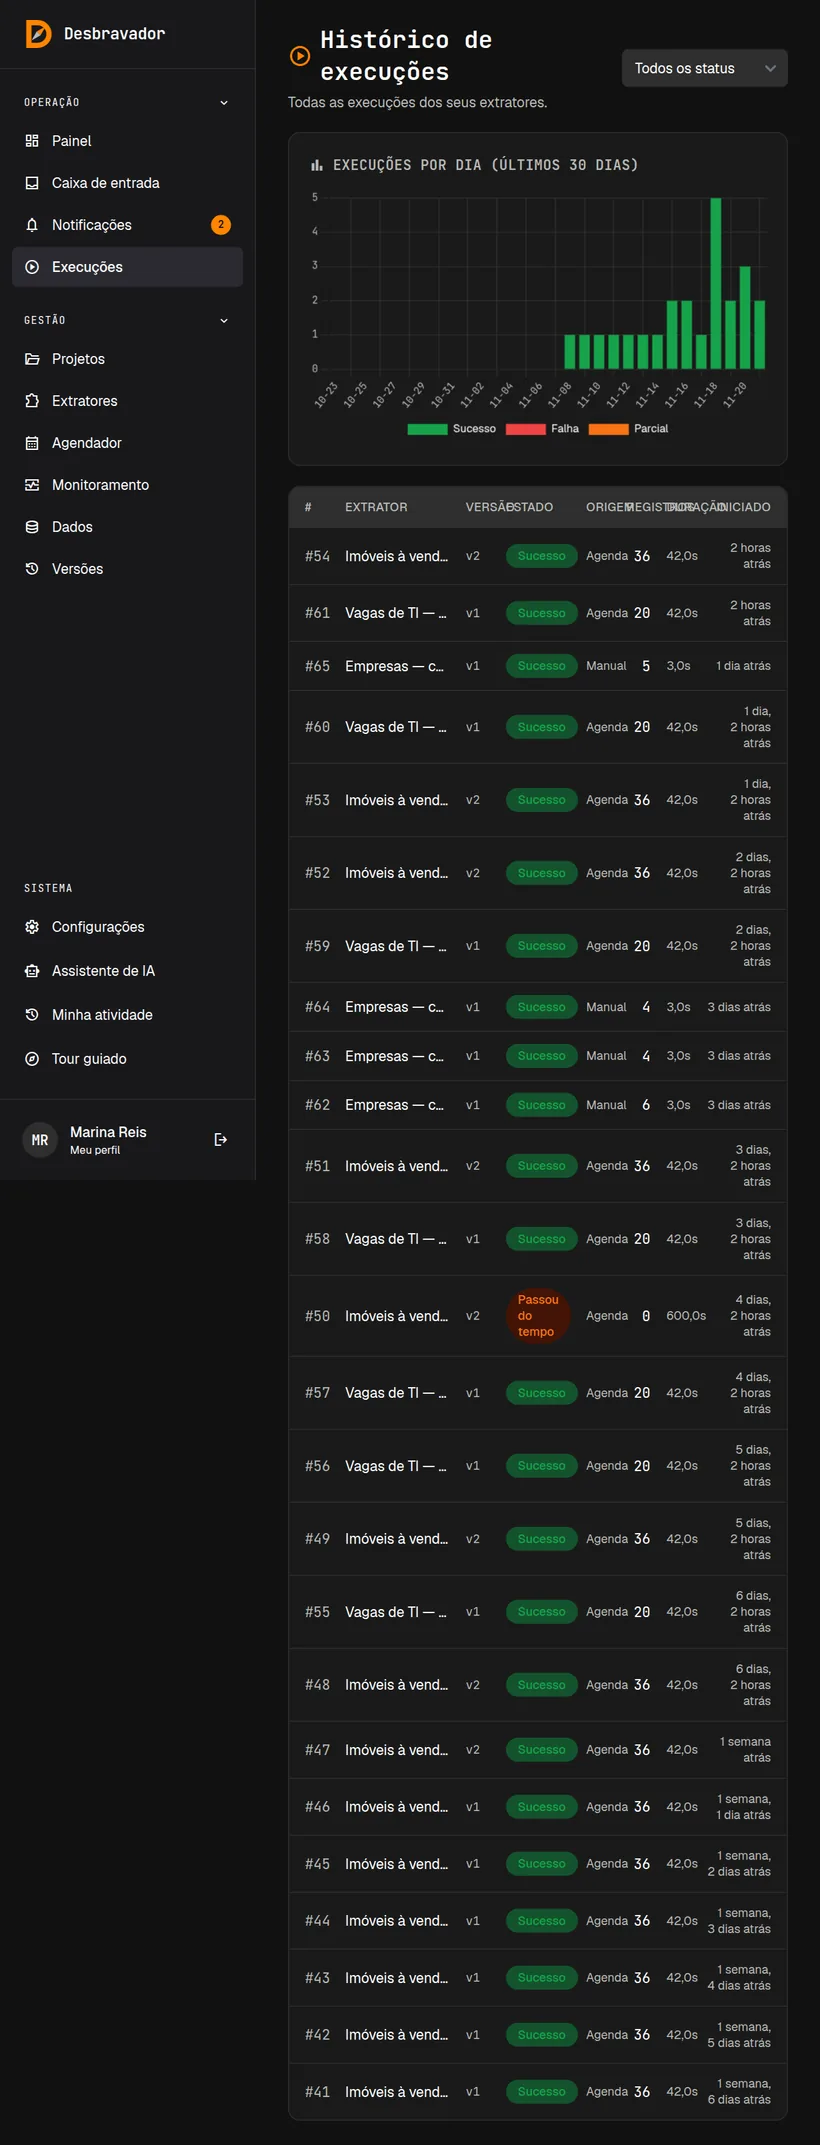 Desbravador
OPERAÇÃO
Painel
Caixa de entrada
Notificações 2
Execuções
GESTÃO
Projetos
Extratores
Agendador
Monitoramento
Dados
Versões
SISTEMA
Configurações
Assistente de IA
Minha atividade
Tour guiado
MR
Marina Reis
Meu perfil
Histórico de
execuções
Todas as execuções dos seus extratores.
Todos os status
EXECUÇÕES POR DIA (ÚLTIMOS 30 DIAS)
5
4
3
2
1
0
10-23 10-25 10-27 10-29 10-31 11-02 11-04 11-06 11-08 11-10 11-12 11-14 11-16 11-18 11-20
Sucesso Falha Parcial
# EXTRATOR VERSÃO ESTADO ORIGEM REGISTROS DURAÇÃO INICIADO
#54 Imóveis à vend… v2 Sucesso Agenda 36 42,0s 2 horas
atrás
#61 Vagas de TI — … v1 Sucesso Agenda 20 42,0s 2 horas
atrás
#65 Empresas — c… v1 Sucesso Manual 5 3,0s 1 dia atrás
#60 Vagas de TI — … v1 Sucesso Agenda 20 42,0s 1 dia,
2 horas
atrás
#53 Imóveis à vend… v2 Sucesso Agenda 36 42,0s 1 dia,
2 horas
atrás
#52 Imóveis à vend… v2 Sucesso Agenda 36 42,0s 2 dias,
2 horas
atrás
#59 Vagas de TI — … v1 Sucesso Agenda 20 42,0s 2 dias,
2 horas
atrás
#64 Empresas — c… v1 Sucesso Manual 4 3,0s 3 dias atrás
#63 Empresas — c… v1 Sucesso Manual 4 3,0s 3 dias atrás
#62 Empresas — c… v1 Sucesso Manual 6 3,0s 3 dias atrás
#51 Imóveis à vend… v2 Sucesso Agenda 36 42,0s 3 dias,
2 horas
atrás
#58 Vagas de TI — … v1 Sucesso Agenda 20 42,0s 3 dias,
2 horas
atrás
#50 Imóveis à vend… v2 Passou do tempo Agenda 0 600,0s 4 dias,
2 horas
atrás
#57 Vagas de TI — … v1 Sucesso Agenda 20 42,0s 4 dias,
2 horas
atrás
#56 Vagas de TI — … v1 Sucesso Agenda 20 42,0s 5 dias,
2 horas
atrás
#49 Imóveis à vend… v2 Sucesso Agenda 36 42,0s 5 dias,
2 horas
atrás
#55 Vagas de TI — … v1 Sucesso Agenda 20 42,0s 6 dias,
2 horas
atrás
#48 Imóveis à vend… v2 Sucesso Agenda 36 42,0s 6 dias,
2 horas
atrás
#47 Imóveis à vend… v2 Sucesso Agenda 36 42,0s 1 semana
atrás
#46 Imóveis à vend… v1 Sucesso Agenda 36 42,0s 1 semana,
1 dia atrás
#45 Imóveis à vend… v1 Sucesso Agenda 36 42,0s 1 semana,
2 dias atrás
#44 Imóveis à vend… v1 Sucesso Agenda 36 42,0s 1 semana,
3 dias atrás
#43 Imóveis à vend… v1 Sucesso Agenda 36 42,0s 1 semana,
4 dias atrás
#42 Imóveis à vend… v1 Sucesso Agenda 36 42,0s 1 semana,
5 dias atrás
#41 Imóveis à vend… v1 Sucesso Agenda 36 42,0s 1 semana,
6 dias atrás